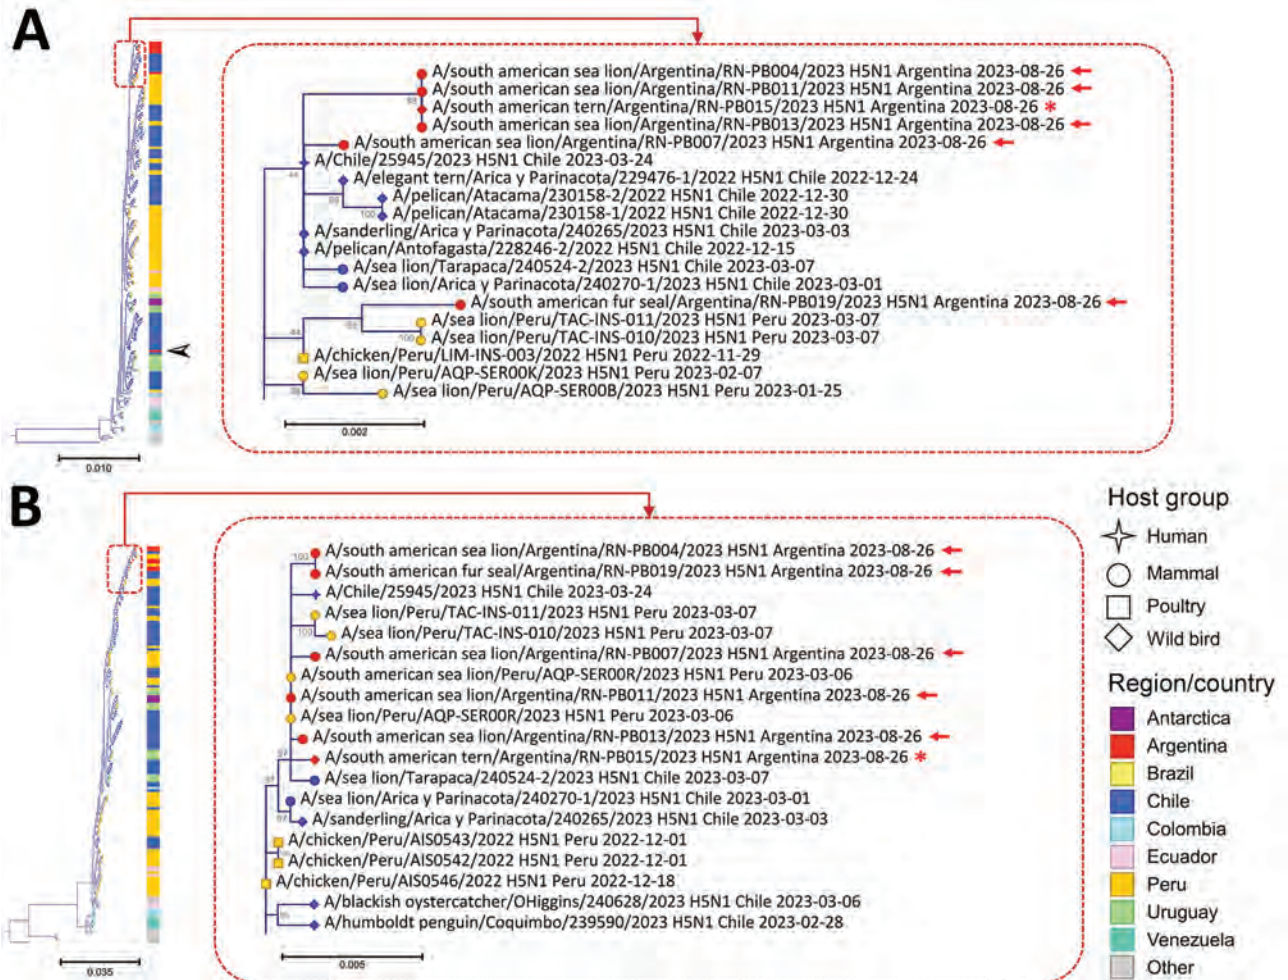 A
A/south american sea lion/Argentina/RN-PB004/2023 H5N1 Argentina 2023-08-26
A/south american sea lion/Argentina/RN-PB011/2023 H5N1 Argentina 2023-08-26
A/south american tern/Argentina/RN-PB015/2023 H5N1 Argentina 2023-08-26 *
A/south american sea lion/Argentina/RN-PB013/2023 H5N1 Argentina 2023-08-26
A/south american sea lion/Argentina/RN-PB007/2023 H5N1 Argentina 2023-08-26
A/Chile/25945/2023 H5N1 Chile 2023-03-24
A/elegant tern/Arica y Parinacota/229476-1/2022 H5N1 Chile 2022-12-24
A/pelican/Atacama/230158-2/2022 H5N1 Chile 2022-12-30
100 A/pelican/Atacama/230158-1/2022 H5N1 Chile 2022-12-30
A/sanderling/Arica y Parinacota/240265/2023 H5N1 Chile 2023-03-03
A/pelican/Antofagasta/228246-2/2022 H5N1 Chile 2022-12-15
A/sea lion/Tarapaca/240524-2/2023 H5N1 Chile 2023-03-07
A/sea lion/Arica y Parinacota/240270-1/2023 H5N1 Chile 2023-03-01
A/south american fur seal/Argentina/RN-PB019/2023 H5N1 Argentina 2023-08-26
A/sea lion/Peru/TAC-INS-011/2023 H5N1 Peru 2023-03-07
100 A/sea lion/Peru/TAC-INS-010/2023 H5N1 Peru 2023-03-07
A/chicken/Peru/LIM-INS-003/2022 H5N1 Peru 2022-11-29
A/sea lion/Peru/AQP-SER00K/2023 H5N1 Peru 2023-02-07
A/sea lion/Peru/AQP-SER00B/2023 H5N1 Peru 2023-01-25
0.002
0.010
B
A/south american sea lion/Argentina/RN-PB004/2023 H5N1 Argentina 2023-08-26
100
A/south american fur seal/Argentina/RN-PB019/2023 H5N1 Argentina 2023-08-26
A/Chile/25945/2023 H5N1 Chile 2023-03-24
A/sea lion/Peru/TAC-INS-011/2023 H5N1 Peru 2023-03-07
100 A/sea lion/Peru/TAC-INS-010/2023 H5N1 Peru 2023-03-07
A/south american sea lion/Argentina/RN-PB007/2023 H5N1 Argentina 2023-08-26
A/south american sea lion/Peru/AQP-SER00R/2023 H5N1 Peru 2023-03-06
A/south american sea lion/Argentina/RN-PB011/2023 H5N1 Argentina 2023-08-26
A/sea lion/Peru/AQP-SER00R/2023 H5N1 Peru 2023-03-06
A/south american sea lion/Argentina/RN-PB013/2023 H5N1 Argentina 2023-08-26
A/south american tern/Argentina/RN-PB015/2023 H5N1 Argentina 2023-08-26 *
A/sea lion/Tarapaca/240524-2/2023 H5N1 Chile 2023-03-07
A/sea lion/Arica y Parinacota/240270-1/2023 H5N1 Chile 2023-03-01
A/sanderling/Arica y Parinacota/240265/2023 H5N1 Chile 2023-03-03
A/chicken/Peru/AIS0543/2022 H5N1 Peru 2022-12-01
A/chicken/Peru/AIS0542/2022 H5N1 Peru 2022-12-01
A/chicken/Peru/AIS0546/2022 H5N1 Peru 2022-12-18
A/blackish oystercatcher/OHiggins/240628/2023 H5N1 Chile 2023-03-06
A/humboldt penguin/Coquimbo/239590/2023 H5N1 Chile 2023-02-28
0.005
0.035
Host group
Human
Mammal
Poultry
Wild bird
Region/country
Antarctica
Argentina
Brazil
Chile
Colombia
Ecuador
Peru
Uruguay
Venezuela
Other